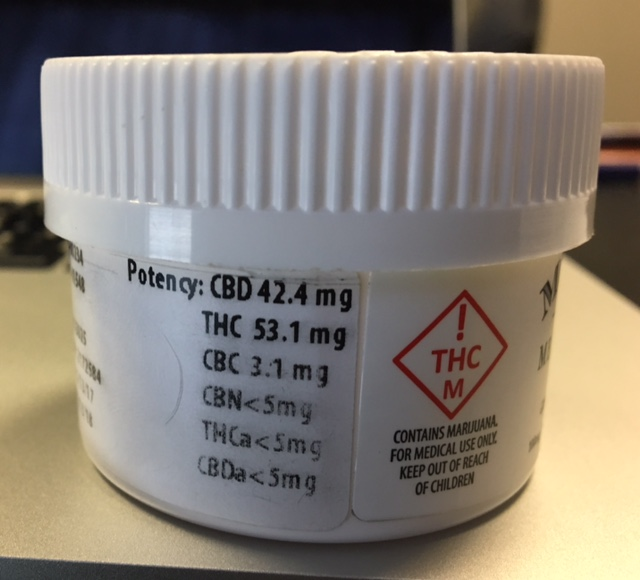 Potency: CBD 42.4 mg
THC 53.1 mg
CBC 3.1 mg
CBN<5mg
THCa<5mg
CBDa<5mg
!
THC
M
CONTAINS MARIJUANA.
FOR MEDICAL USE ONLY.
KEEP OUT OF REACH
OF CHILDREN